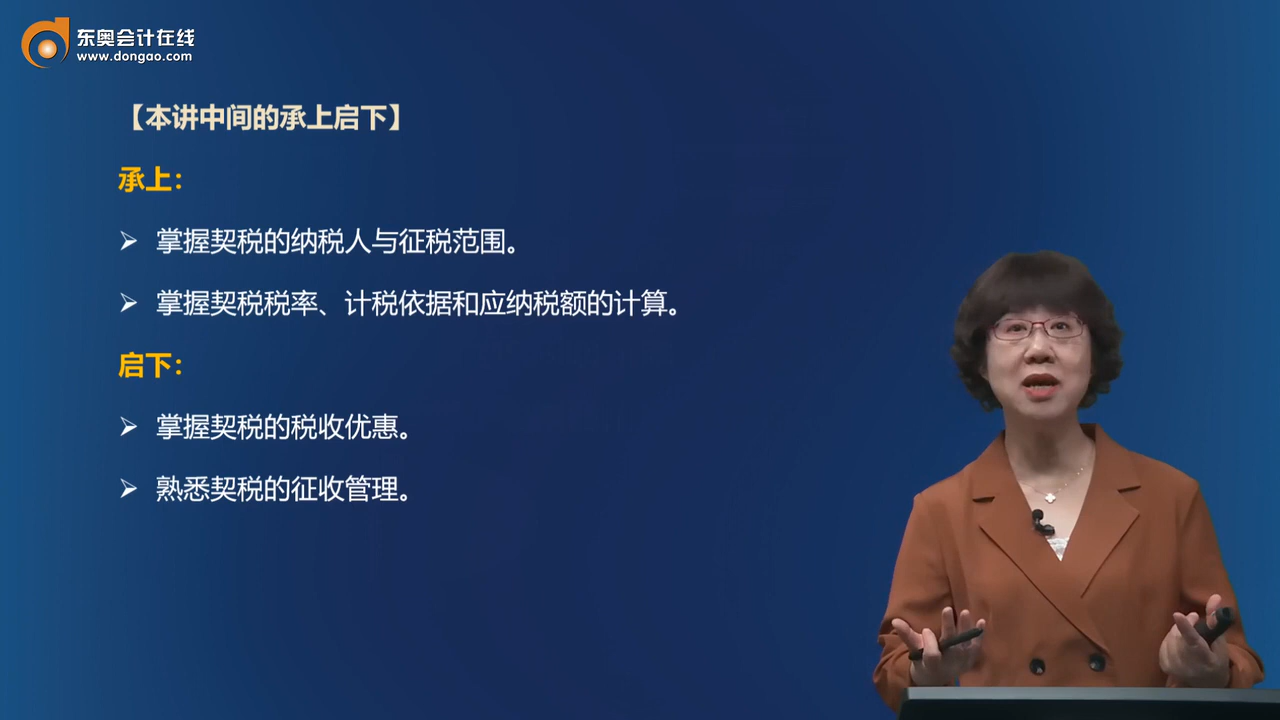 东奥会计在线
www.dongao.com
【本讲中间的承上启下】
承上：
掌握契税的纳税人与征税范围。
掌握契税税率、计税依据和应纳税额的计算。
启下：
掌握契税的税收优惠。
熟悉契税的征收管理。